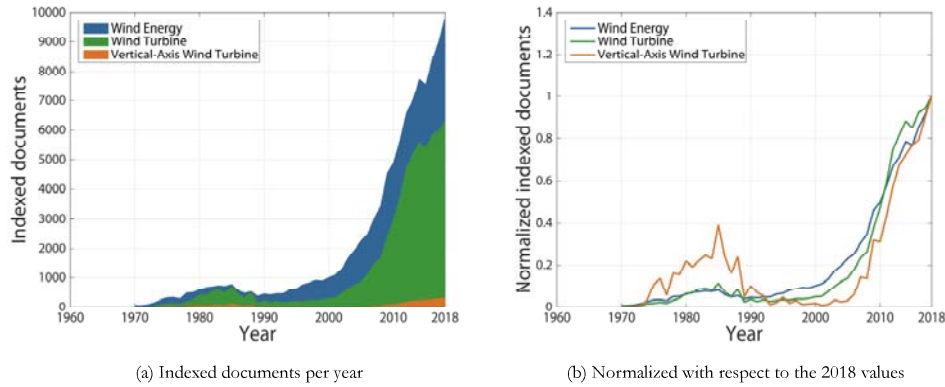 10000
9000
8000
7000
6000
5000
4000
3000
2000
1000
0
Indexed documents
Wind Energy
Wind Turbine
Vertical-Axis Wind Turbine
1960 1970 1980 1990 2000 2010 2018
Year
(a) Indexed documents per year
1.4
1.2
1
0.8
0.6
0.4
0.2
0
Normalized indexed documents
Wind Energy
Wind Turbine
Vertical-Axis Wind Turbine
1960 1970 1980 1990 2000 2010 2018
Year
(b) Normalized with respect to the 2018 values